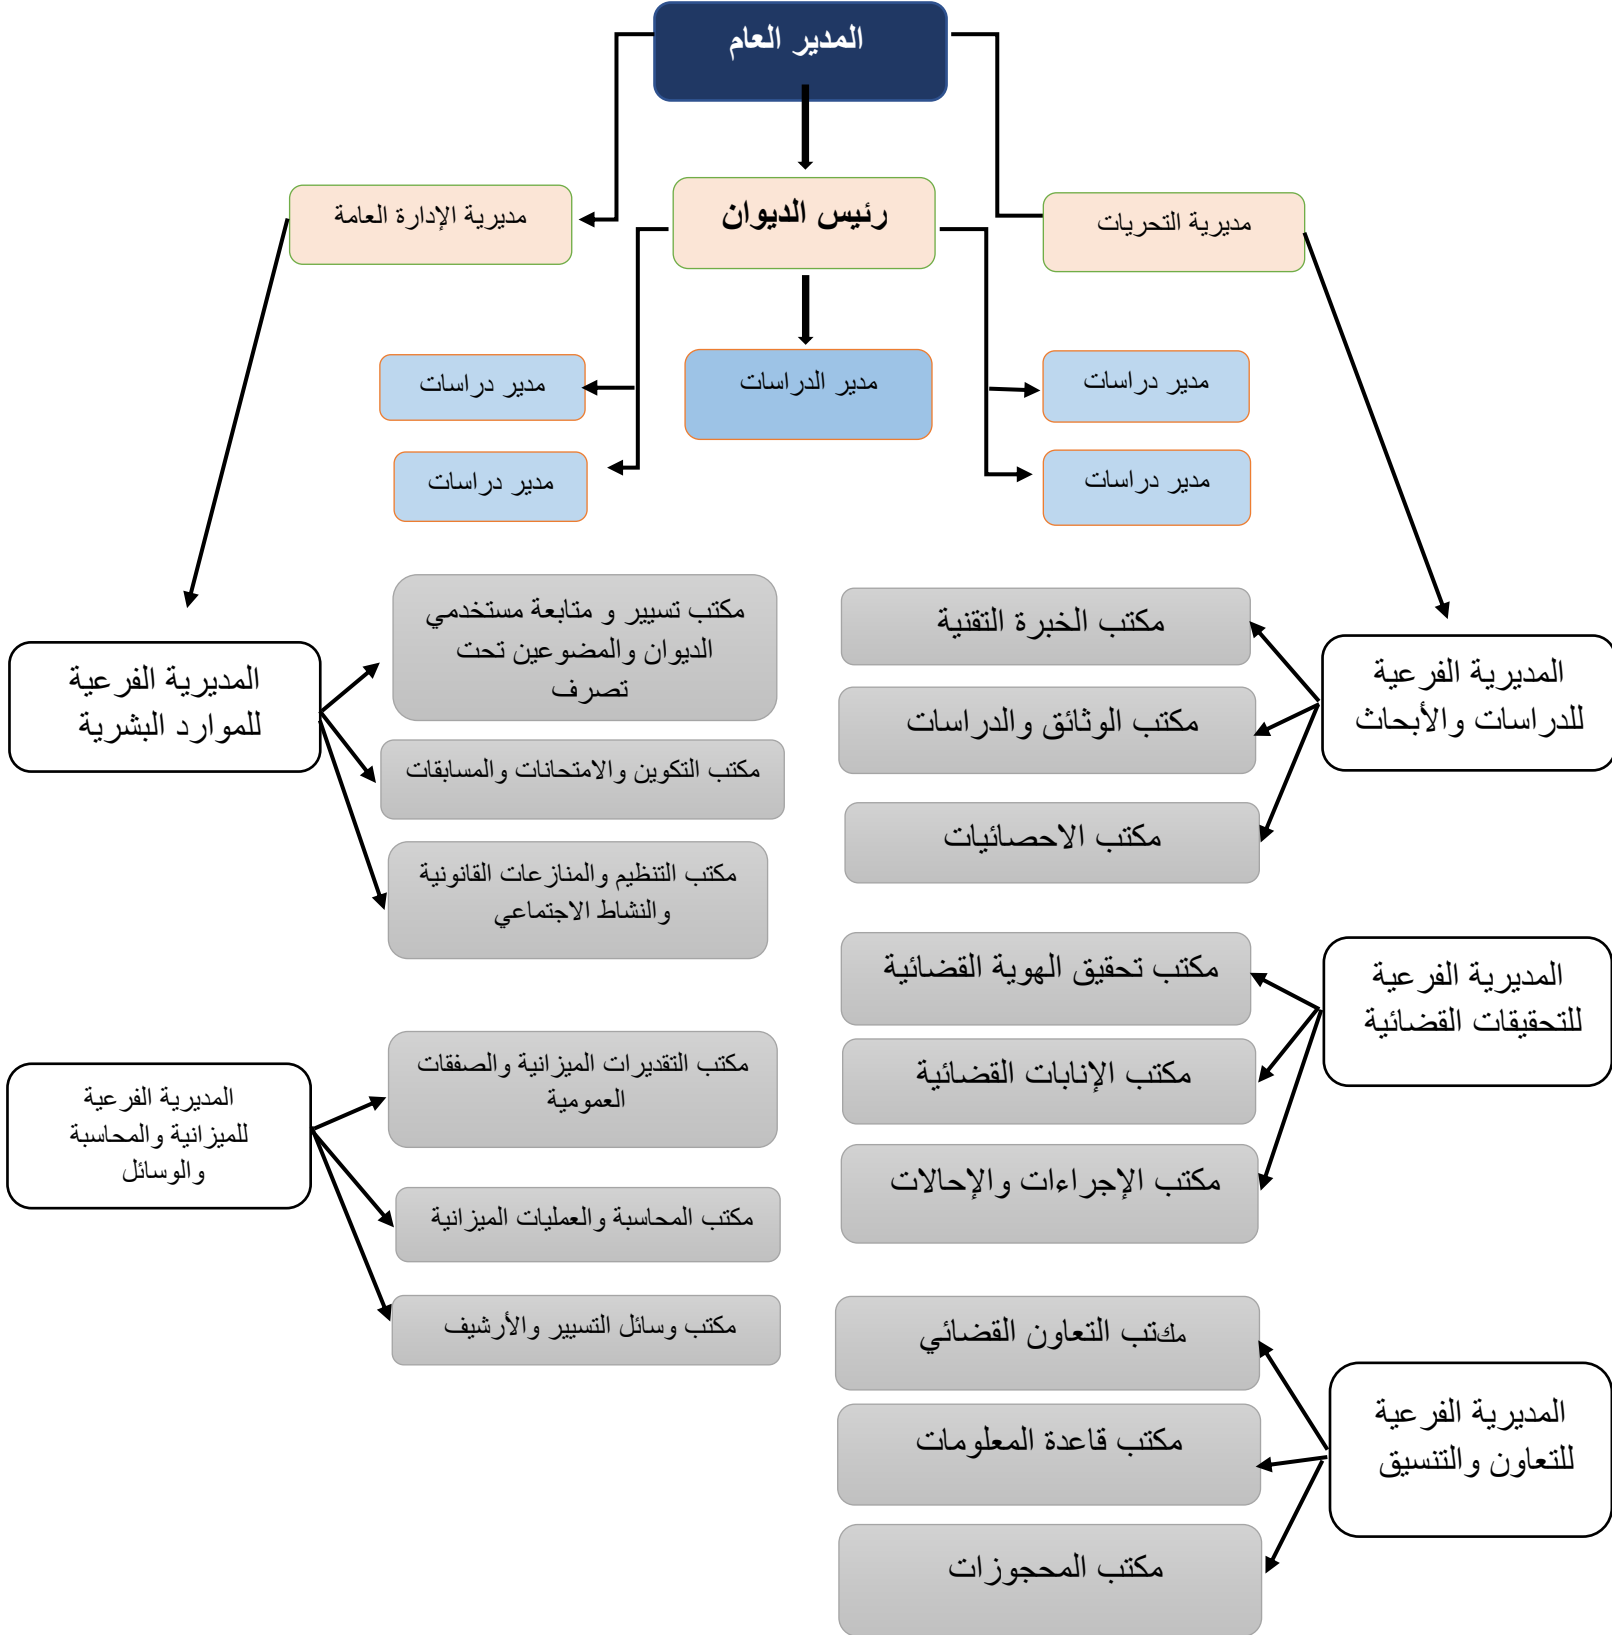 المدير العام
مديرية التحريات
رئيس الديوان
مديرية الإدارة العامة
مدير دراسات
مدير الدراسات
مدير دراسات
مدير دراسات
مدير دراسات
المديرية الفرعية
للدراسات والأبحاث
مكتب الخبرة التقنية
مكتب الوثائق والدراسات
مكتب الاحصائيات
المديرية الفرعية
للتحقيقات القضائية
مكتب تحقيق الهوية القضائية
مكتب الإنابات القضائية
مكتب الإجراءات والإحالات
المديرية الفرعية
للتعاون والتنسيق
مكتب التعاون القضائي
مكتب قاعدة المعلومات
مكتب المحجوزات
مكتب تسيير و متابعة مستخدمي
الديوان والمضوعين تحت
تصرف
مكتب التكوين والامتحانات والمسابقات
مكتب التنظيم والمنازعات القانونية
والنشاط الاجتماعي
المديرية الفرعية
للموارد البشرية
مكتب التقديرات الميزانية والصفقات
العمومية
مكتب المحاسبة والعمليات الميزانية
مكتب وسائل التسيير والأرشيف
المديرية الفرعية
للميزانية والمحاسبة
والوسائل